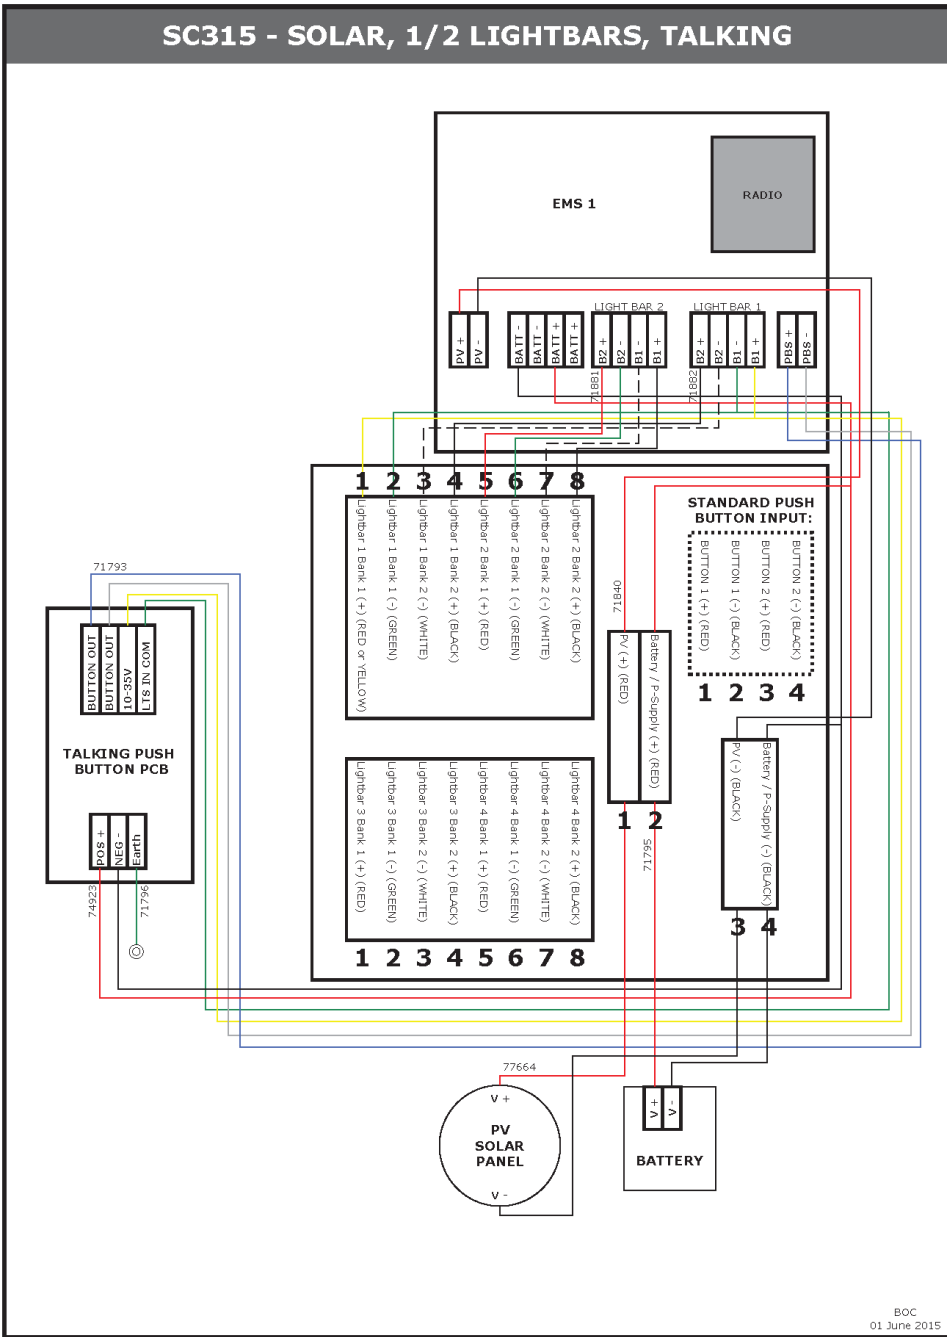 SC315 - SOLAR, 1/2 LIGHTBARS, TALKING
EMS 1
RADIO
LIGHT BAR 2
LIGHT BAR 1
PV +
PV -
BATT -
BATT -
BATT +
BATT +
B2 +
B2 -
B1 -
B1 +
B2 +
B2 -
B1 -
B1 +
PBS +
PBS -
71881
71882
1 2 3 4 5 6 7 8
Lightbar 1 Bank 1 (+) (RED or YELLOW)
Lightbar 1 Bank 1 (-) (GREEN)
Lightbar 1 Bank 2 (-) (WHITE)
Lightbar 1 Bank 2 (+) (BLACK)
Lightbar 2 Bank 1 (+) (RED)
Lightbar 2 Bank 1 (-) (GREEN)
Lightbar 2 Bank 2 (-) (WHITE)
Lightbar 2 Bank 2 (+) (BLACK)
STANDARD PUSH
BUTTON INPUT:
BUTTON 1 (+) (RED)
BUTTON 1 (-) (BLACK)
BUTTON 2 (+) (RED)
BUTTON 2 (-) (BLACK)
1 2 3 4
71793
BUTTON OUT
BUTTON OUT
10-35V
LTS IN COM
TALKING PUSH
BUTTON PCB
POS +
NEG -
Earth
74923
71796
71840
PV (+) (RED)
Battery / P-Supply (+) (RED)
1 2
71795
PV (-) (BLACK)
Battery / P-Supply (-) (BLACK)
3 4
Lightbar 3 Bank 1 (+) (RED)
Lightbar 3 Bank 1 (-) (GREEN)
Lightbar 3 Bank 2 (-) (WHITE)
Lightbar 3 Bank 2 (+) (BLACK)
Lightbar 4 Bank 1 (+) (RED)
Lightbar 4 Bank 1 (-) (GREEN)
Lightbar 4 Bank 2 (-) (WHITE)
Lightbar 4 Bank 2 (+) (BLACK)
1 2 3 4 5 6 7 8
77664
V +
PV
SOLAR
PANEL
V -
V +
V -
BATTERY
BOC
01 June 2015